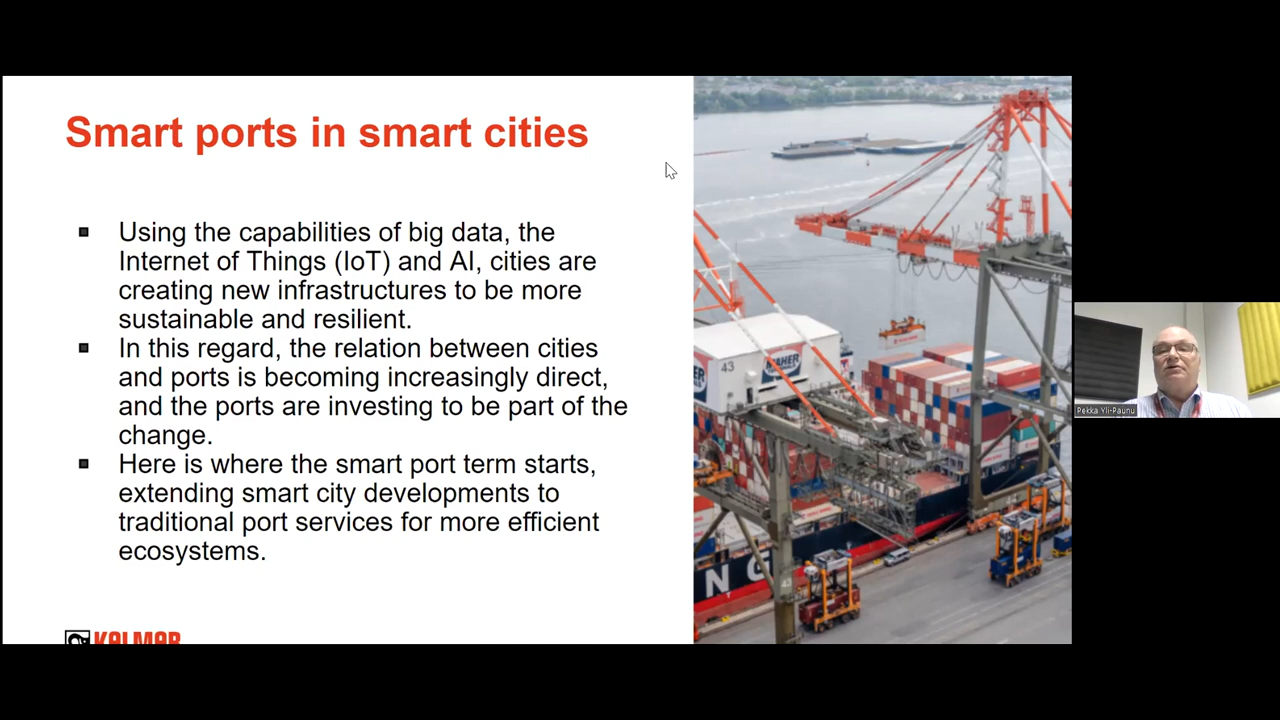 Smart ports in smart cities
Using the capabilities of big data, the
Internet of Things (IoT) and AI, cities are
creating new infrastructures to be more
sustainable and resilient.
In this regard, the relation between cities
and ports is becoming increasingly direct,
and the ports are investing to be part of the
change.
Here is where the smart port term starts,
extending smart city developments to
traditional port services for more efficient
ecosystems.
KALMAR
43
MAHER
44
43
N G
Pekka Yli-Paunu